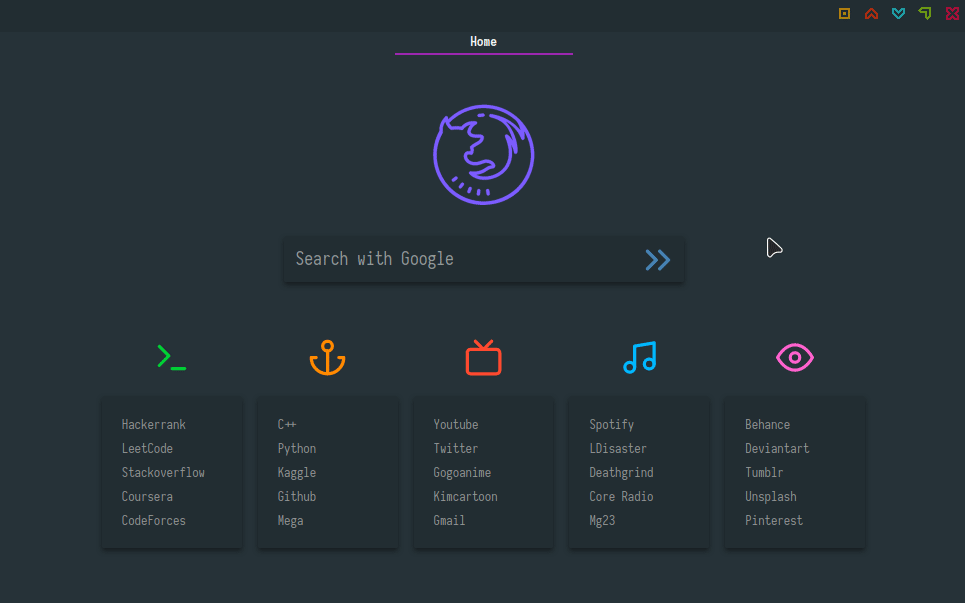 Home
Search with Google
Hackerrank
LeetCode
Stackoverflow
Coursera
CodeForces
C++
Python
Kaggle
Github
Mega
Youtube
Twitter
Gogoanime
Kimcartoon
Gmail
Spotify
LDisaster
Deathgrind
Core Radio
Mg23
Behance
Deviantart
Tumblr
Unsplash
Pinterest